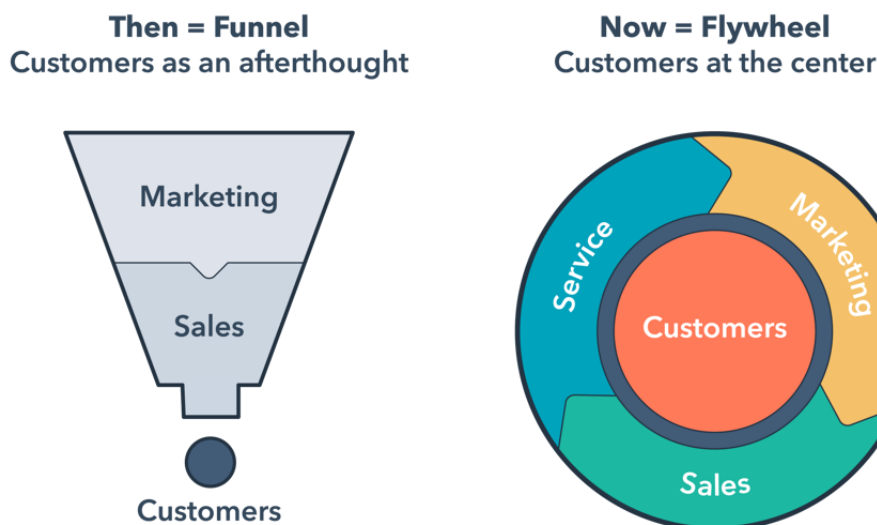 Then = Funnel
Customers as an afterthought
Marketing
Sales
Customers
Now = Flywheel
Customers at the center
Service
Marketing
Customers
Sales